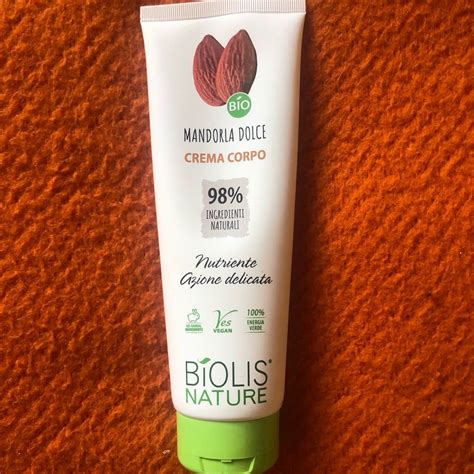 BIO
MANDORLA DOLCE
CREMA CORPO
98%
INGREDIENTI
NATURALI
Nutriente
Azione delicata
Yes
VEGAN
100%
ENERGIA
VERDE
BiOLiS®
NATURE